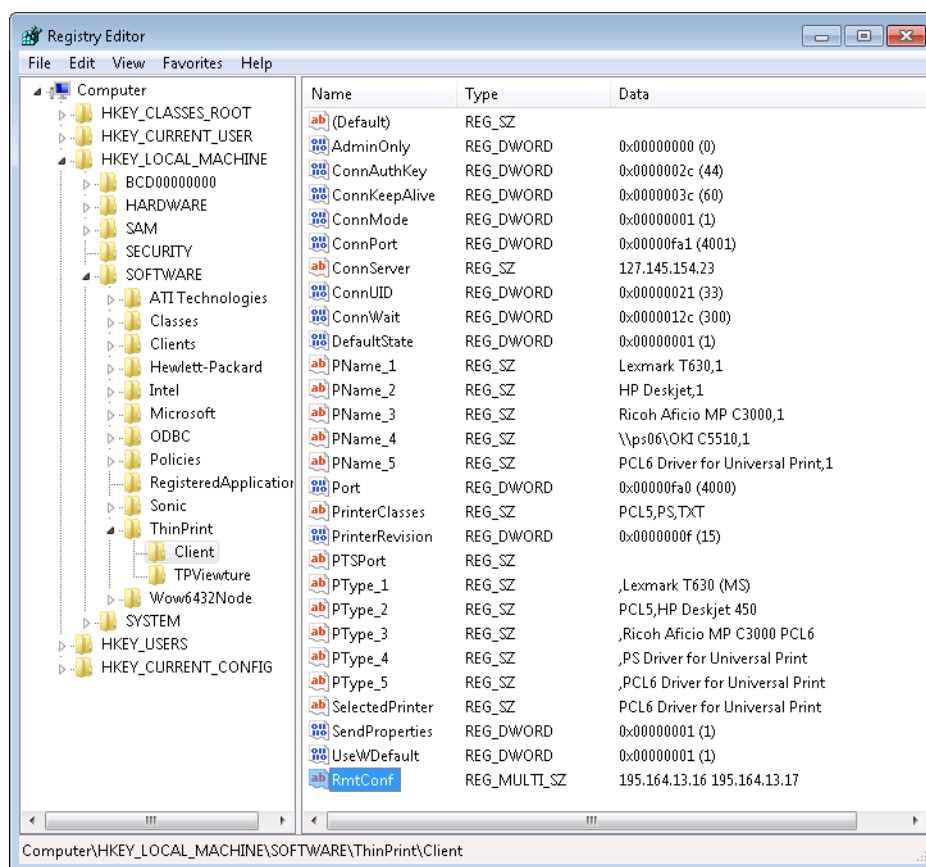 Registry Editor
File Edit View Favorites Help
Computer
HKEY_CLASSES_ROOT
HKEY_CURRENT_USER
HKEY_LOCAL_MACHINE
BCD00000000
HARDWARE
SAM
SECURITY
SOFTWARE
ATI Technologies
Classes
Clients
Hewlett-Packard
Intel
Microsoft
ODBC
Policies
RegisteredApplication
Sonic
ThinPrint
Client
TPViewture
Wow6432Node
SYSTEM
HKEY_USERS
HKEY_CURRENT_CONFIG
Name Type Data
(Default) REG_SZ
AdminOnly REG_DWORD 0x00000000 (0)
ConnAuthKey REG_DWORD 0x0000002c (44)
ConnKeepAlive REG_DWORD 0x0000003c (60)
ConnMode REG_DWORD 0x00000001 (1)
ConnPort REG_DWORD 0x00000fa1 (4001)
ConnServer REG_SZ 127.145.154.23
ConnUID REG_DWORD 0x00000021 (33)
ConnWait REG_DWORD 0x0000012c (300)
DefaultState REG_DWORD 0x00000001 (1)
PName_1 REG_SZ Lexmark T630,1
PName_2 REG_SZ HP Deskjet,1
PName_3 REG_SZ Ricoh Aficio MP C3000,1
PName_4 REG_SZ \\ps06\OKI C5510,1
PName_5 REG_SZ PCL6 Driver for Universal Print,1
Port REG_DWORD 0x00000fa0 (4000)
PrinterClasses REG_SZ PCL5,PS,TXT
PrinterRevision REG_DWORD 0x0000000f (15)
PTSPort REG_SZ
PType_1 REG_SZ ,Lexmark T630 (MS)
PType_2 REG_SZ PCL5,HP Deskjet 450
PType_3 REG_SZ ,Ricoh Aficio MP C3000 PCL6
PType_4 REG_SZ ,PS Driver for Universal Print
PType_5 REG_SZ ,PCL6 Driver for Universal Print
SelectedPrinter REG_SZ PCL6 Driver for Universal Print
SendProperties REG_DWORD 0x00000001 (1)
UseWDefault REG_DWORD 0x00000001 (1)
RmtConf REG_MULTI_SZ 195.164.13.16 195.164.13.17
Computer\HKEY_LOCAL_MACHINE\SOFTWARE\ThinPrint\Client